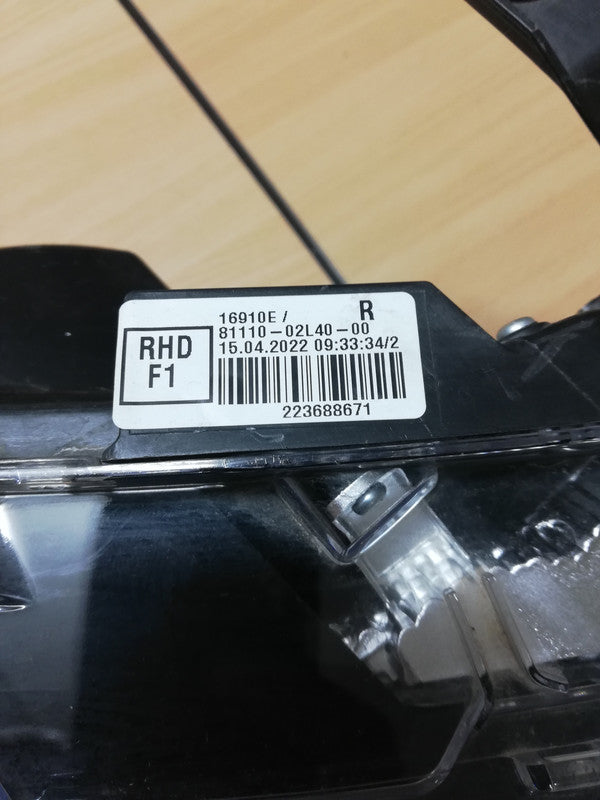 16910E / R
81110-02L40-00
15.04.2022 09:33:34/2
RHD
F1
223688671